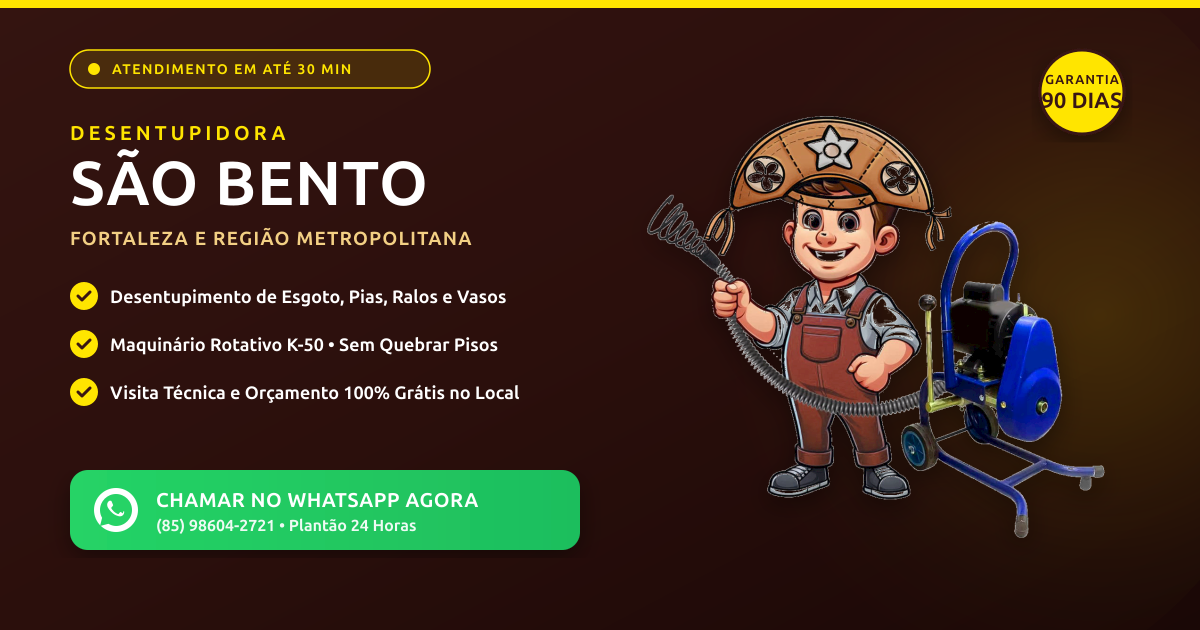 ATENDIMENTO EM ATÉ 30 MIN
DESENTUPIDORA
SÃO BENTO
FORTALEZA E REGIÃO METROPOLITANA
Desentupimento de Esgoto, Pias, Ralos e Vasos
Maquinário Rotativo K-50 • Sem Quebrar Pisos
Visita Técnica e Orçamento 100% Grátis no Local
CHAMAR NO WHATSAPP AGORA
(85) 98604-2721 • Plantão 24 Horas
GARANTIA
90 DIAS